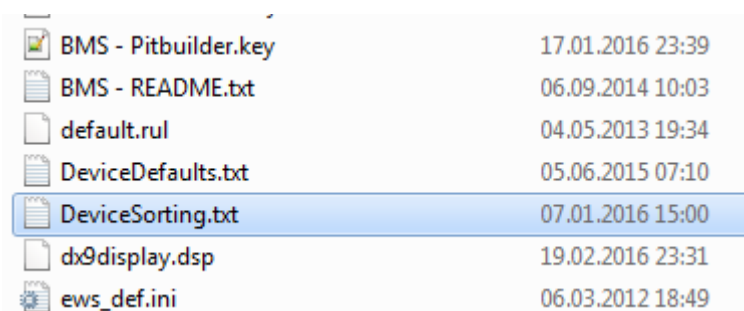 BMS - Pitbuilder.key 17.01.2016 23:39
BMS - README.txt 06.09.2014 10:03
default.rul 04.05.2013 19:34
DeviceDefaults.txt 05.06.2015 07:10
DeviceSorting.txt 07.01.2016 15:00
dx9display.dsp 19.02.2016 23:31
ews_def.ini 06.03.2012 18:49